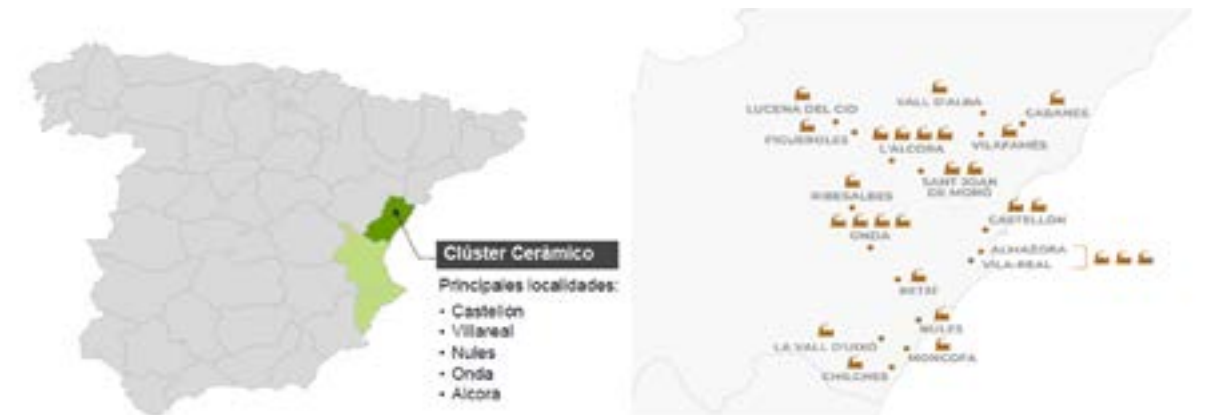 Clúster Cerámico
Principales localidades:
• Castellón
• Villareal
• Nules
• Onda
• Alcora
LUCENA DEL CID
VALL D'ALBA
CABANES
FIGUEROLES
L'ALCORA
VILAFAMÉS
SANT JOAN
DE MORÓ
RIBESALBES
CASTELLÓN
ONDA
ALMAZORA
VILA-REAL
BETXÍ
NULES
LA VALL D'UIXÓ
MONCOFA
CHILCHES